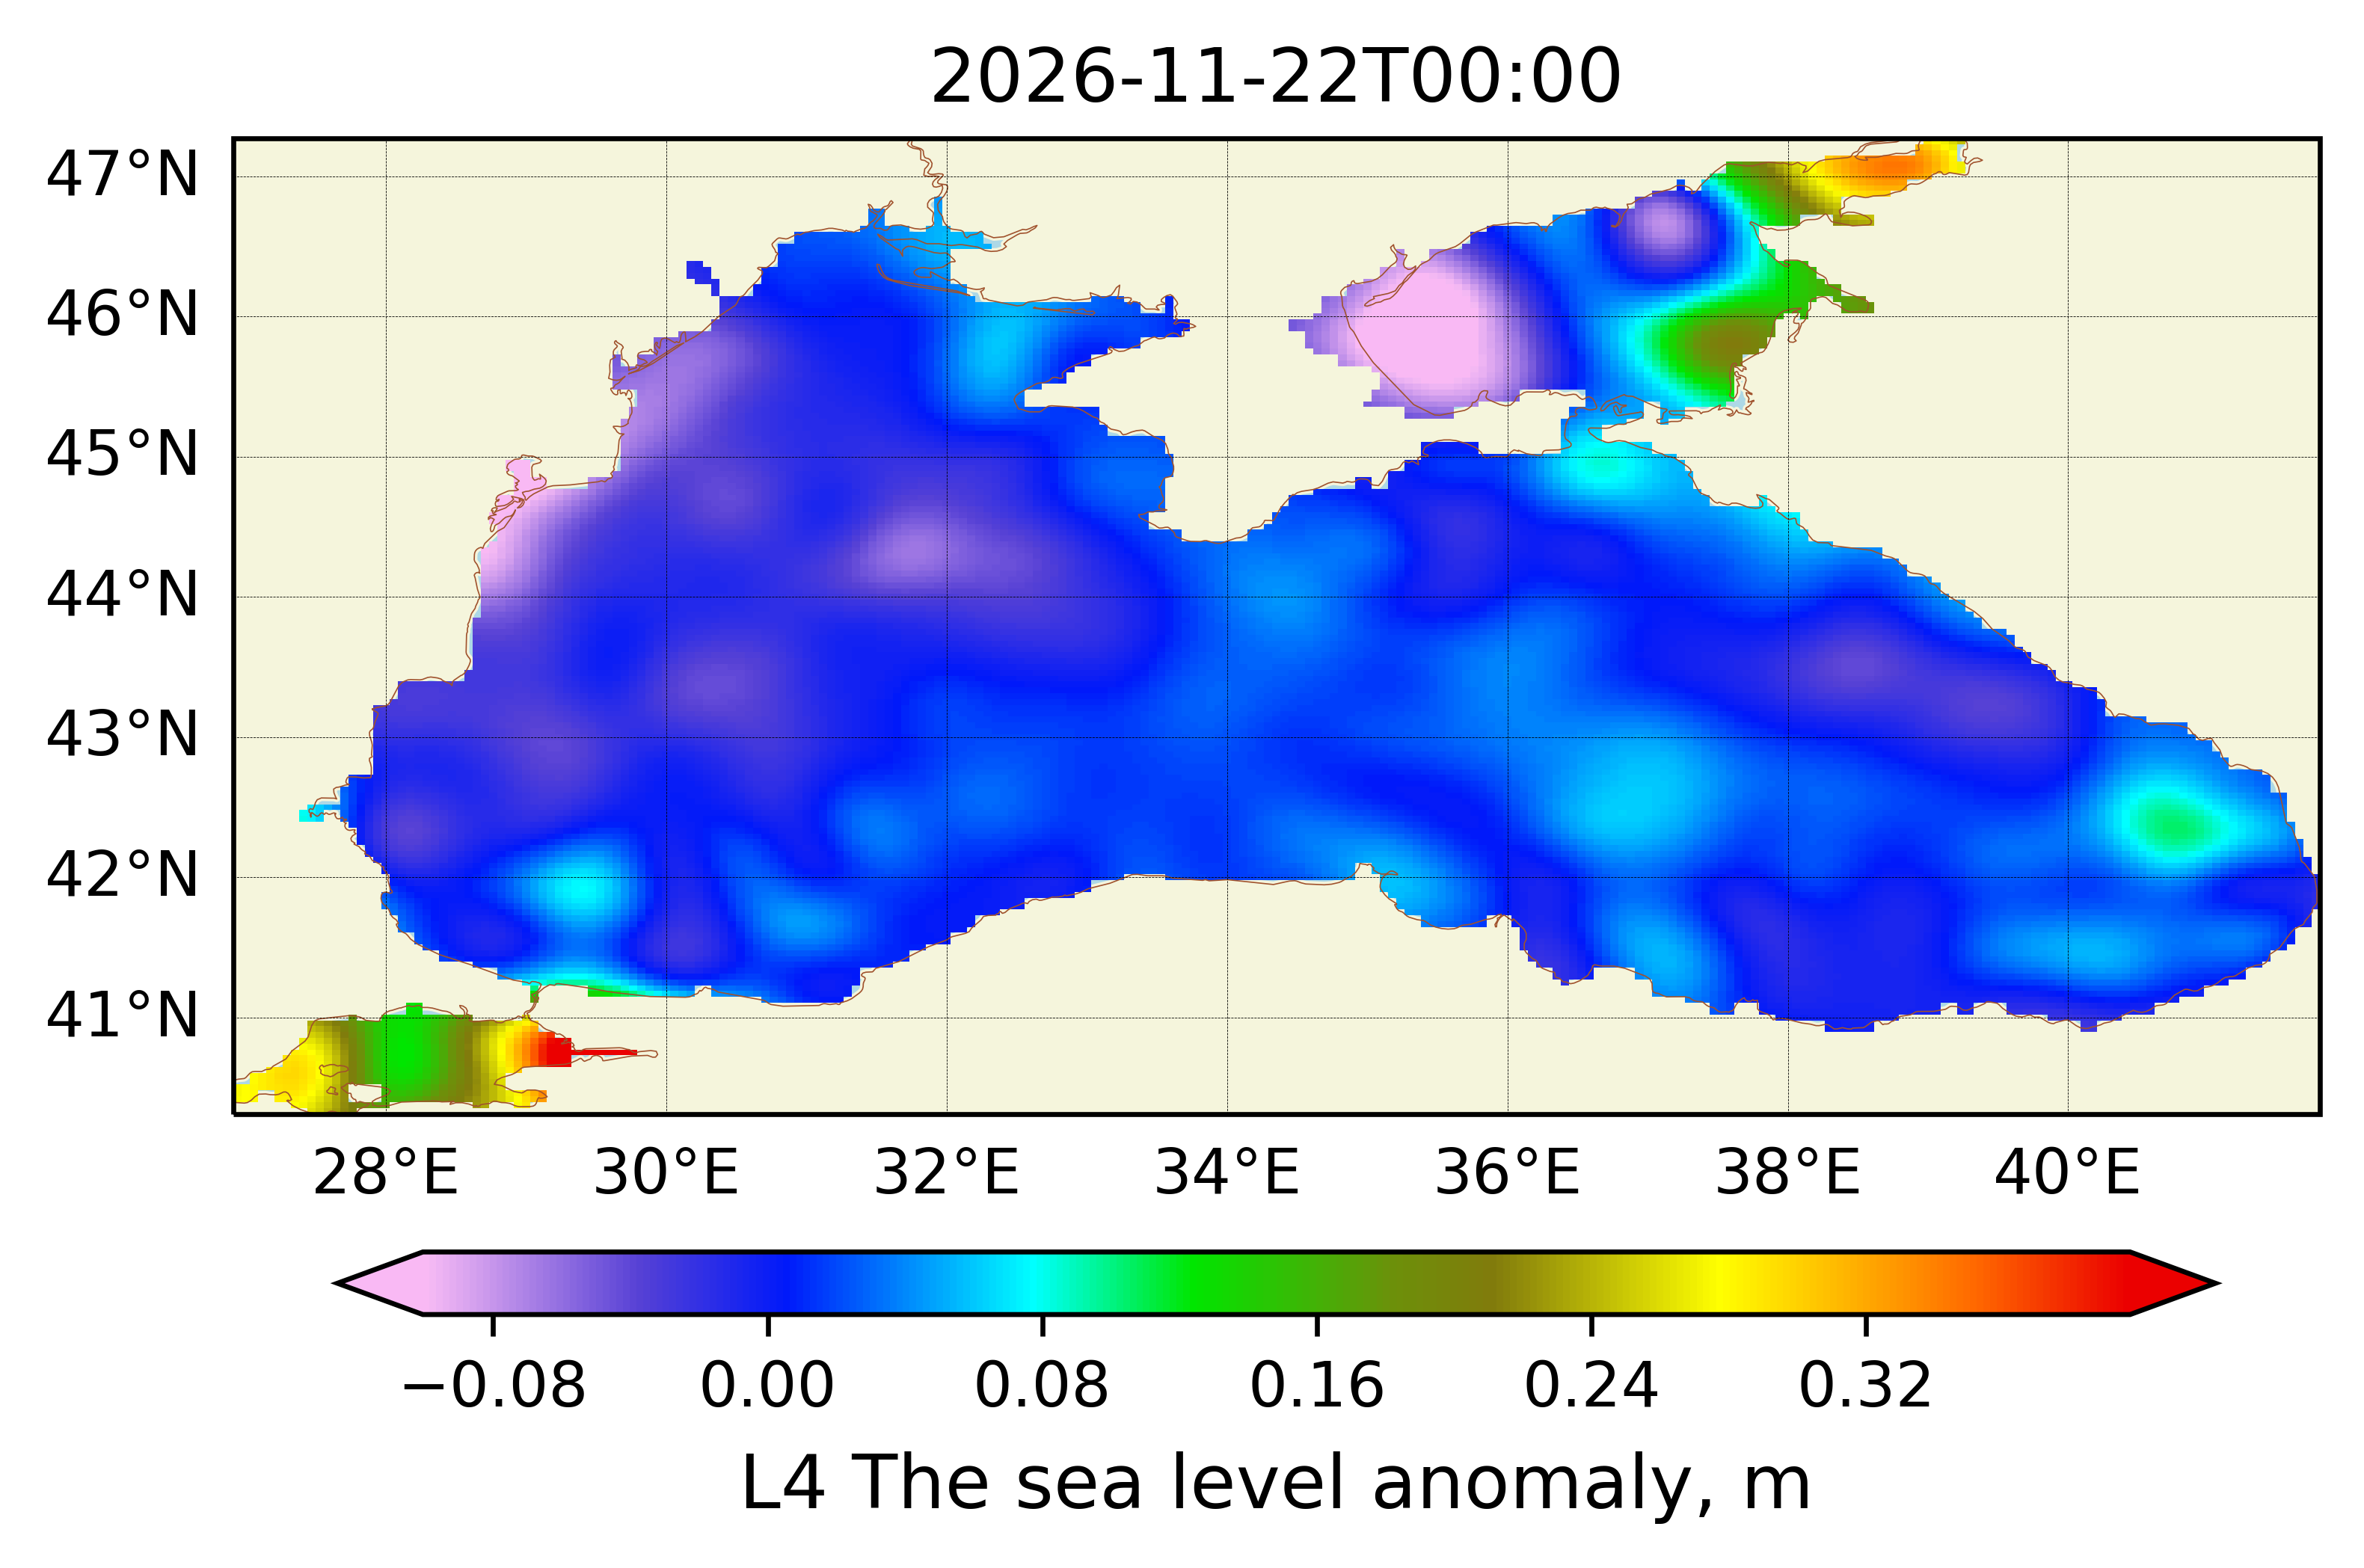 2026-11-22T00:00
47°N
46°N
45°N
44°N
43°N
42°N
41°N
28°E 30°E 32°E 34°E 36°E 38°E 40°E
−0.08 0.00 0.08 0.16 0.24 0.32
L4 The sea level anomaly, m